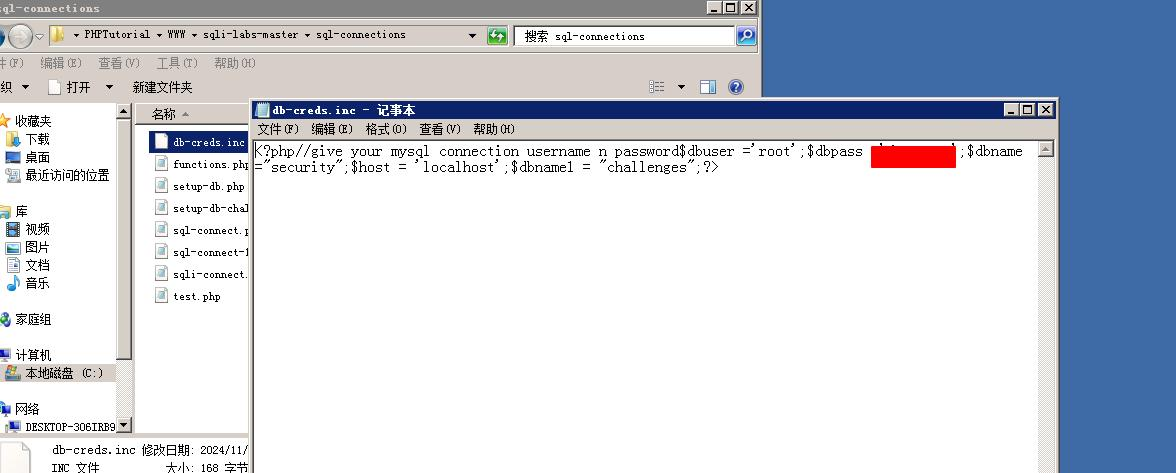 sql-connections
PHPTutorial WWW sqli-labs-master sql-connections
搜索 sql-connections
件(F) 编辑(E) 查看(V) 工具(T) 帮助(H)
织 打开 新建文件夹
收藏夹
下载
桌面
最近访问的位置
库
视频
图片
文档
音乐
家庭组
计算机
本地磁盘 (C:)
网络
DESKTOP-306IRB9
名称
db-creds.inc
functions.php
setup-db.php
setup-db-chal
sql-connect.p
sql-connect-1
sqli-connect.
test.php
db-creds.inc - 记事本
文件(F) 编辑(E) 格式(O) 查看(V) 帮助(H)
<?php//give your mysql connection username n password$dbuser ='root';$dbpass ';$dbname
="security";$host = 'localhost';$dbname1 = "challenges";?>
db-creds.inc 修改日期: 2024/11/
INC 文件 大小: 168 字节